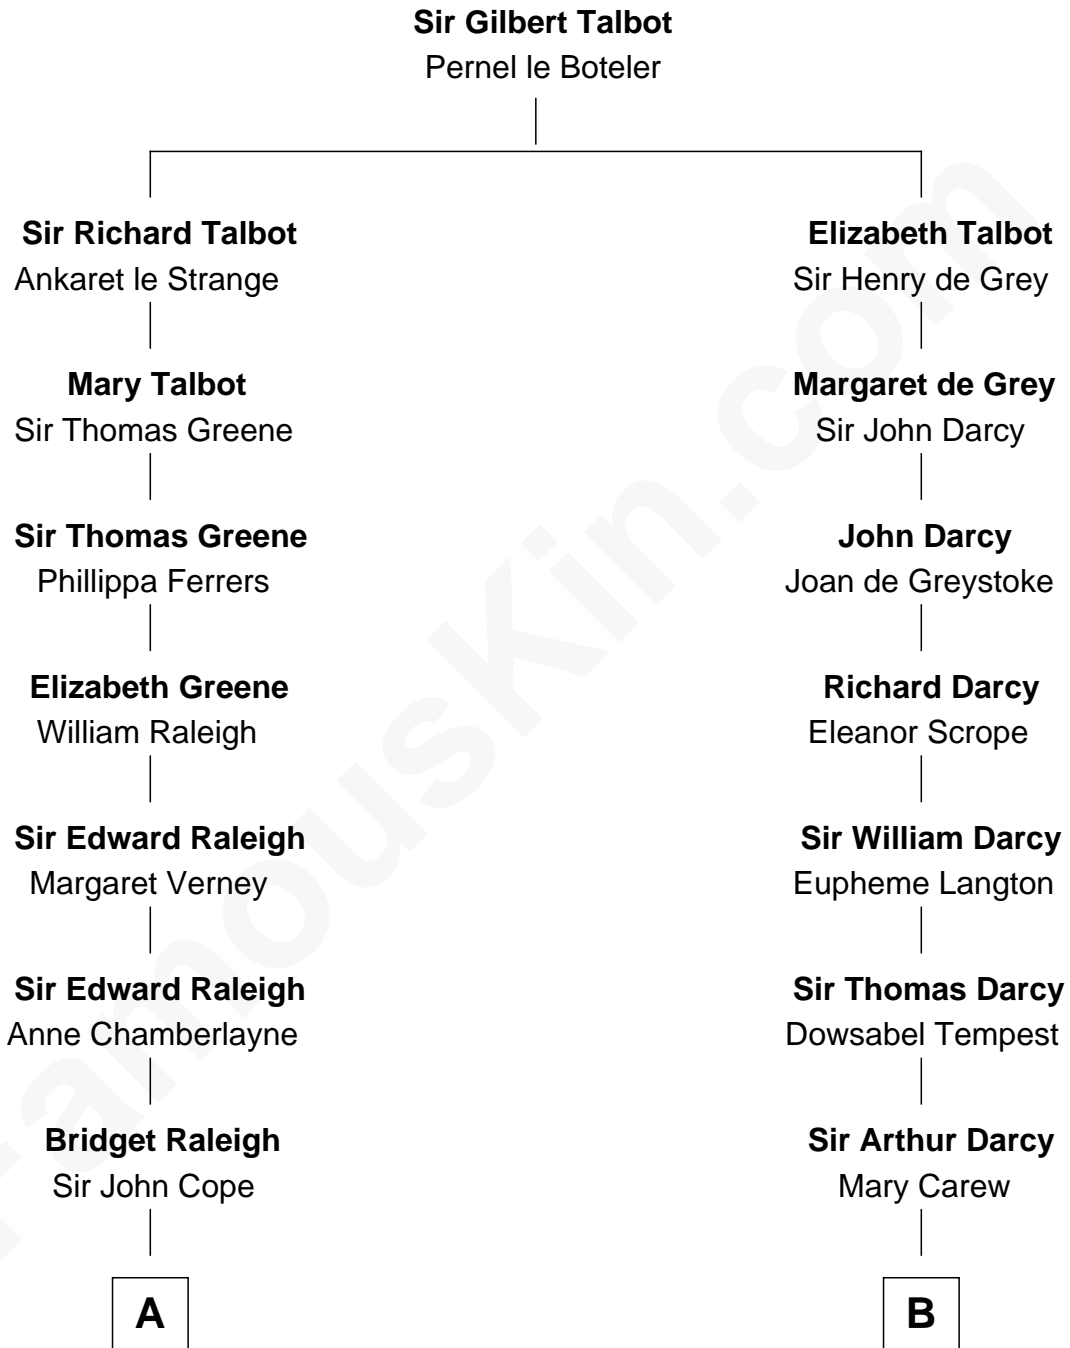 Sir Gilbert Talbot
Pernel le Boteler
Sir Richard Talbot
Ankaret le Strange
Elizabeth Talbot
Sir Henry de Grey
Mary Talbot
Sir Thomas Greene
Margaret de Grey
Sir John Darcy
Sir Thomas Greene
Phillippa Ferrers
John Darcy
Joan de Greystoke
Elizabeth Greene
William Raleigh
Richard Darcy
Eleanor Scrope
Sir Edward Raleigh
Margaret Verney
Sir William Darcy
Eupheme Langton
Sir Edward Raleigh
Anne Chamberlayne
Sir Thomas Darcy
Dowsabel Tempest
Bridget Raleigh
Sir John Cope
Sir Arthur Darcy
Mary Carew
A
B
FamousKin.com